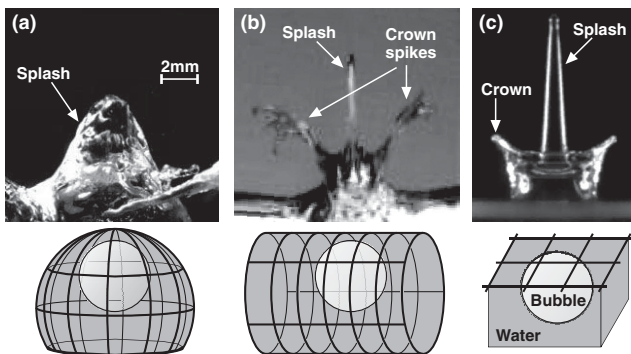 (a)
Splash
2mm
(b)
Splash
Crown
spikes
(c)
Splash
Crown
Bubble
Water